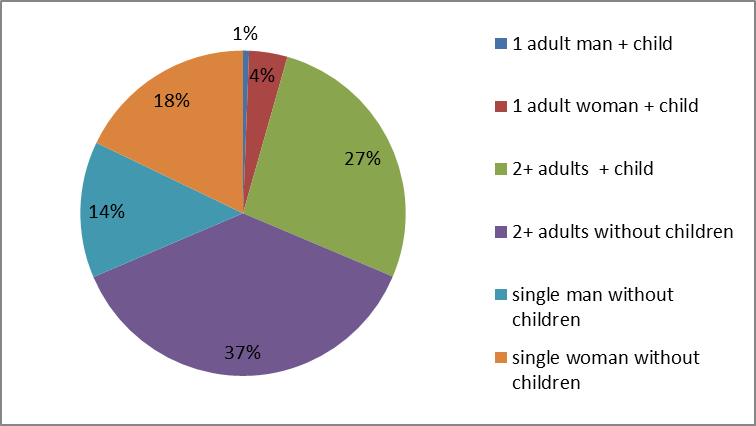 1%
4%
27%
37%
14%
18%
1 adult man + child
1 adult woman + child
2+ adults  + child
2+ adults without children
single man without
children
single woman without
children